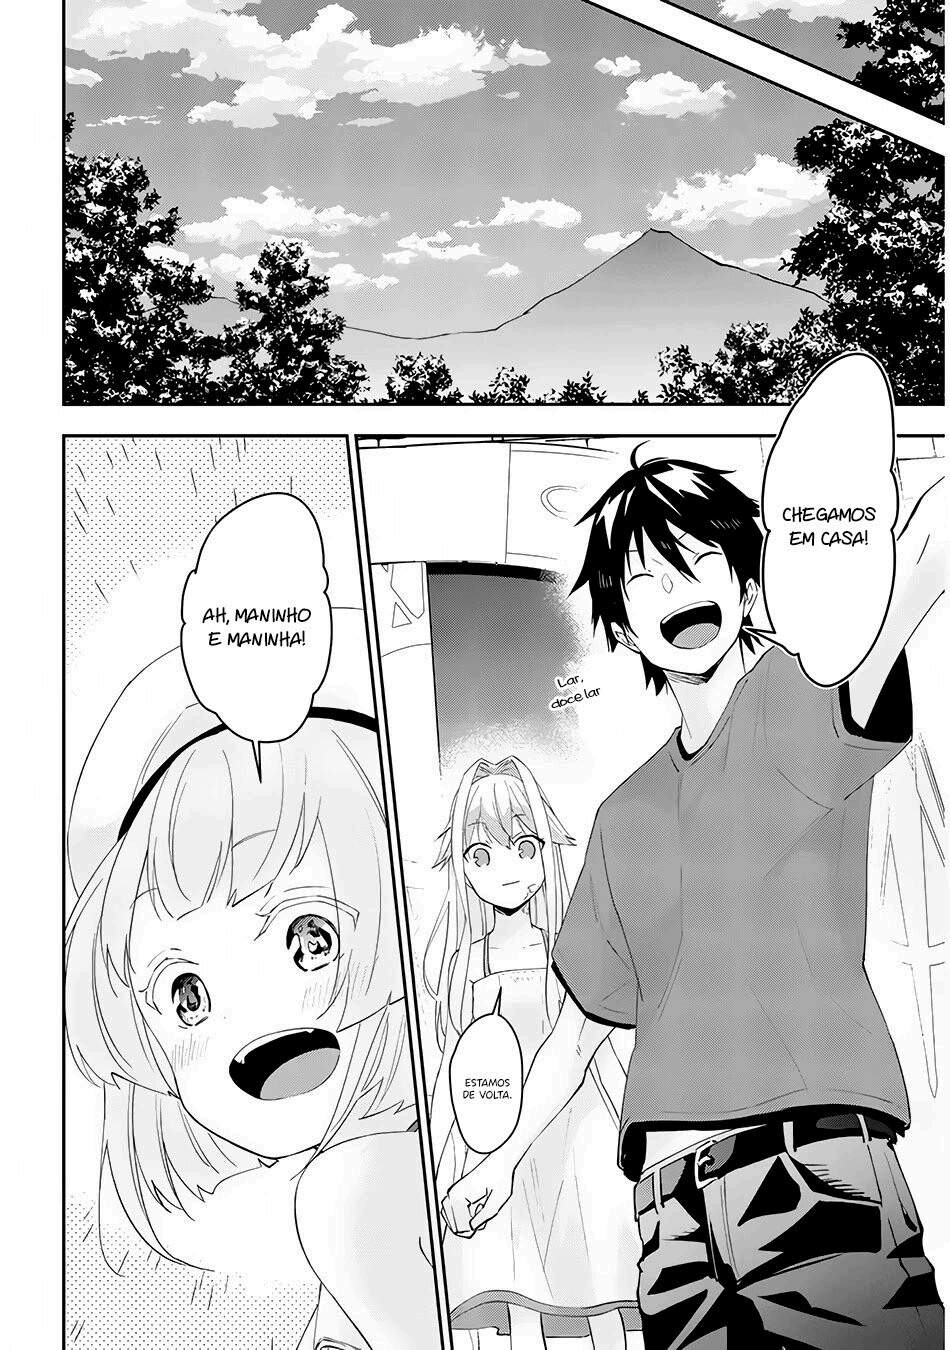 CHEGAMOS
EM CASA!
Lar,
doce lar
ESTAMOS
DE VOLTA.
AH, MANINHO
E MANINHA!